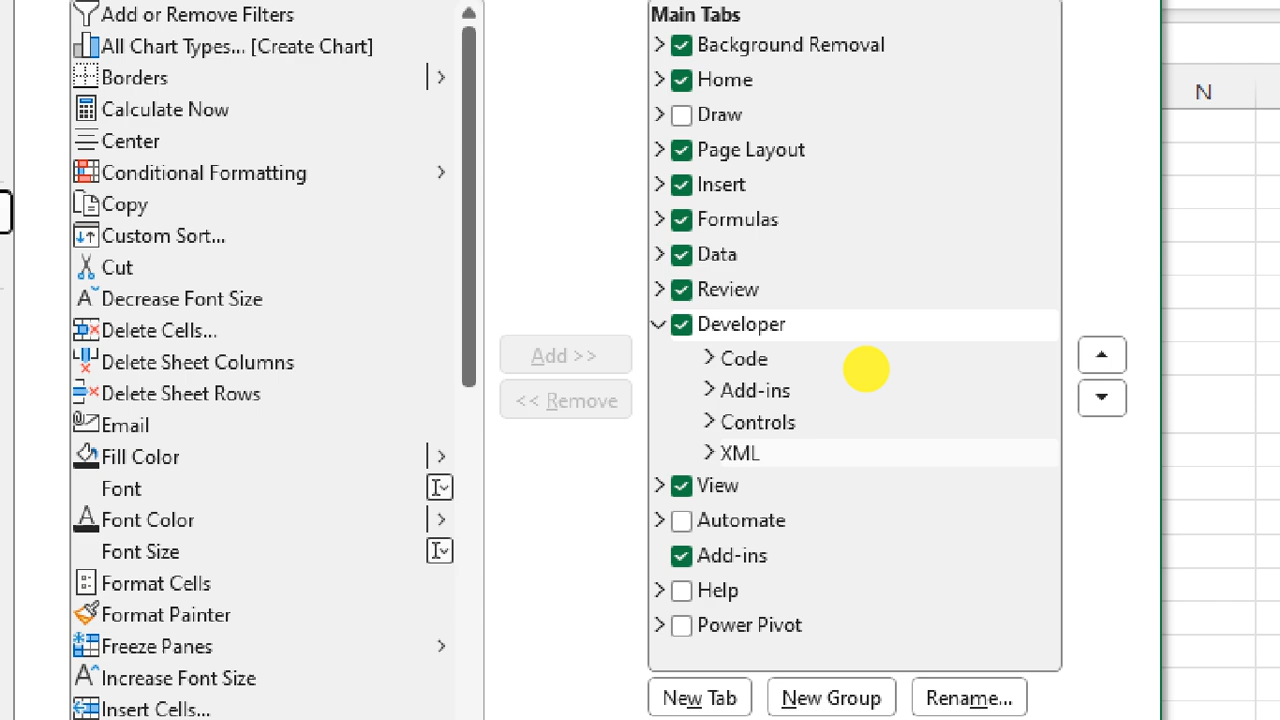 Add or Remove Filters
All Chart Types... [Create Chart]
Borders
Calculate Now
Center
Conditional Formatting
Copy
Custom Sort...
Cut
Decrease Font Size
Delete Cells...
Delete Sheet Columns
Delete Sheet Rows
Email
Fill Color
Font
Font Color
Font Size
Format Cells
Format Painter
Freeze Panes
Increase Font Size
Insert Cells...
Add >>
<< Remove
Main Tabs
Background Removal
Home
Draw
Page Layout
Insert
Formulas
Data
Review
Developer
Code
Add-ins
Controls
XML
View
Automate
Add-ins
Help
Power Pivot
New Tab
New Group
Rename...
N